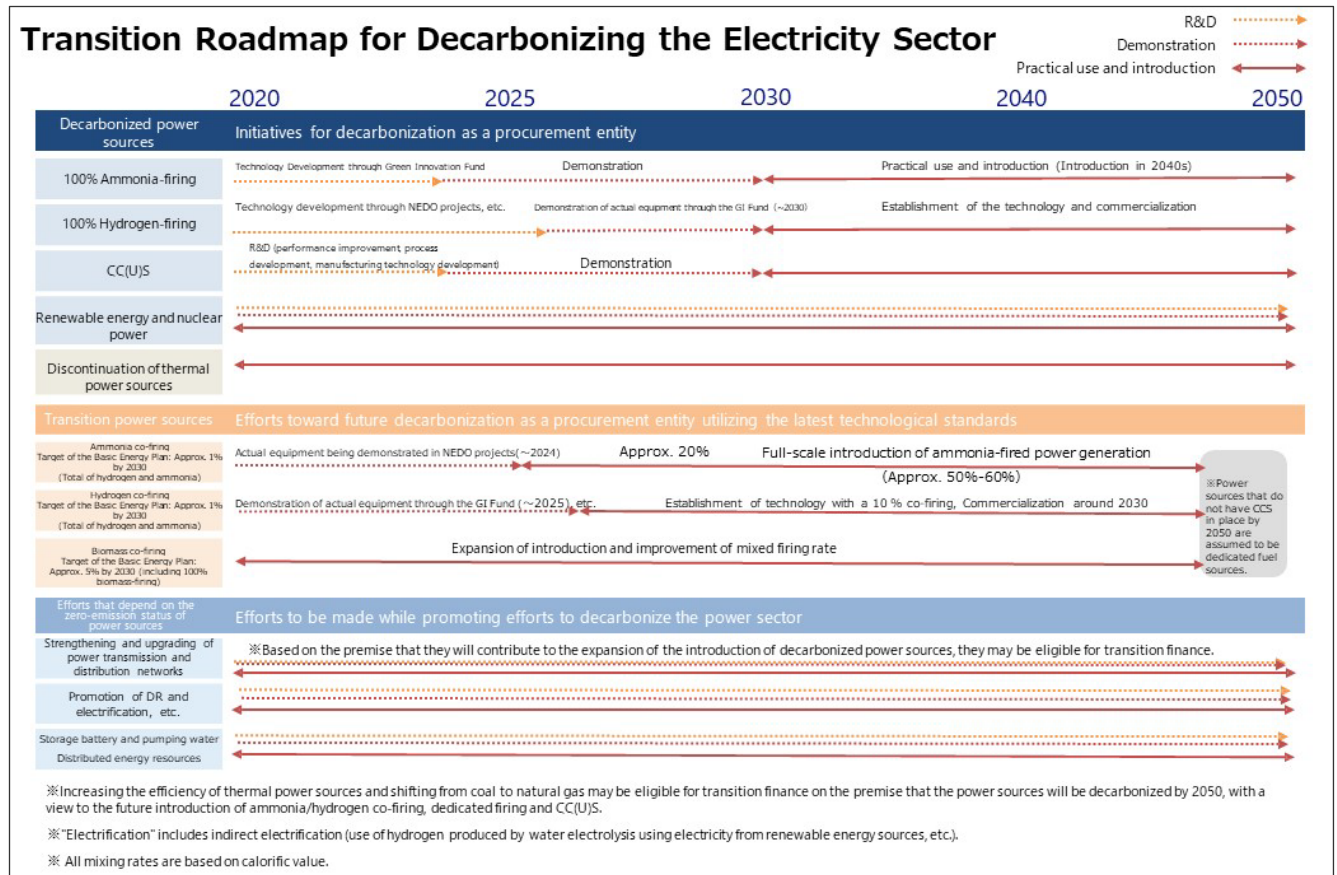 Transition Roadmap for Decarbonizing the Electricity Sector
R&D
Demonstration
Practical use and introduction
2020 2025 2030 2040 2050
Decarbonized power
sources
Initiatives for decarbonization as a procurement entity
100% Ammonia-firing
Technology Development through Green Innovation Fund
Demonstration
Practical use and introduction (Introduction in 2040s)
100% Hydrogen-firing
Technology development through NEDO projects, etc.
Demonstration of actual equipment through the GI Fund (~2030)
Establishment of the technology and commercialization
CC(U)S
R&D (performance improvement, process
development, manufacturing technology development)
Demonstration
Renewable energy and nuclear
power
Discontinuation of thermal
power sources
Transition power sources
Efforts toward future decarbonization as a procurement entity utilizing the latest technological standards
Ammonia co-firing
Target of the Basic Energy Plan: Approx. 1%
by 2030
(Total of hydrogen and ammonia)
Actual equipment being demonstrated in NEDO projects(~2024)
Approx. 20%
Full-scale introduction of ammonia-fired power generation
(Approx. 50%-60%)
Hydrogen co-firing
Target of the Basic Energy Plan: Approx. 1%
by 2030
(Total of hydrogen and ammonia)
Demonstration of actual equipment through the GI Fund (~2025), etc.
Establishment of technology with a 10 % co-firing, Commercialization around 2030
Biomass co-firing
Target of the Basic Energy Plan:
Approx. 5% by 2030 (including 100%
biomass-firing)
Expansion of introduction and improvement of mixed firing rate
※Power
sources that do
not have CCS
in place by
2050 are
assumed to be
dedicated fuel
sources.
Efforts that depend on the
zero-emission status of
power sources
Efforts to be made while promoting efforts to decarbonize the power sector
Strengthening and upgrading of
power transmission and
distribution networks
※Based on the premise that they will contribute to the expansion of the introduction of decarbonized power sources, they may be eligible for transition finance.
Promotion of DR and
electrification, etc.
Storage battery and pumping water
Distributed energy resources
※Increasing the efficiency of thermal power sources and shifting from coal to natural gas may be eligible for transition finance on the premise that the power sources will be decarbonized by 2050, with a
view to the future introduction of ammonia/hydrogen co-firing, dedicated firing and CC(U)S.
※"Electrification" includes indirect electrification (use of hydrogen produced by water electrolysis using electricity from renewable energy sources, etc.).
※ All mixing rates are based on calorific value.